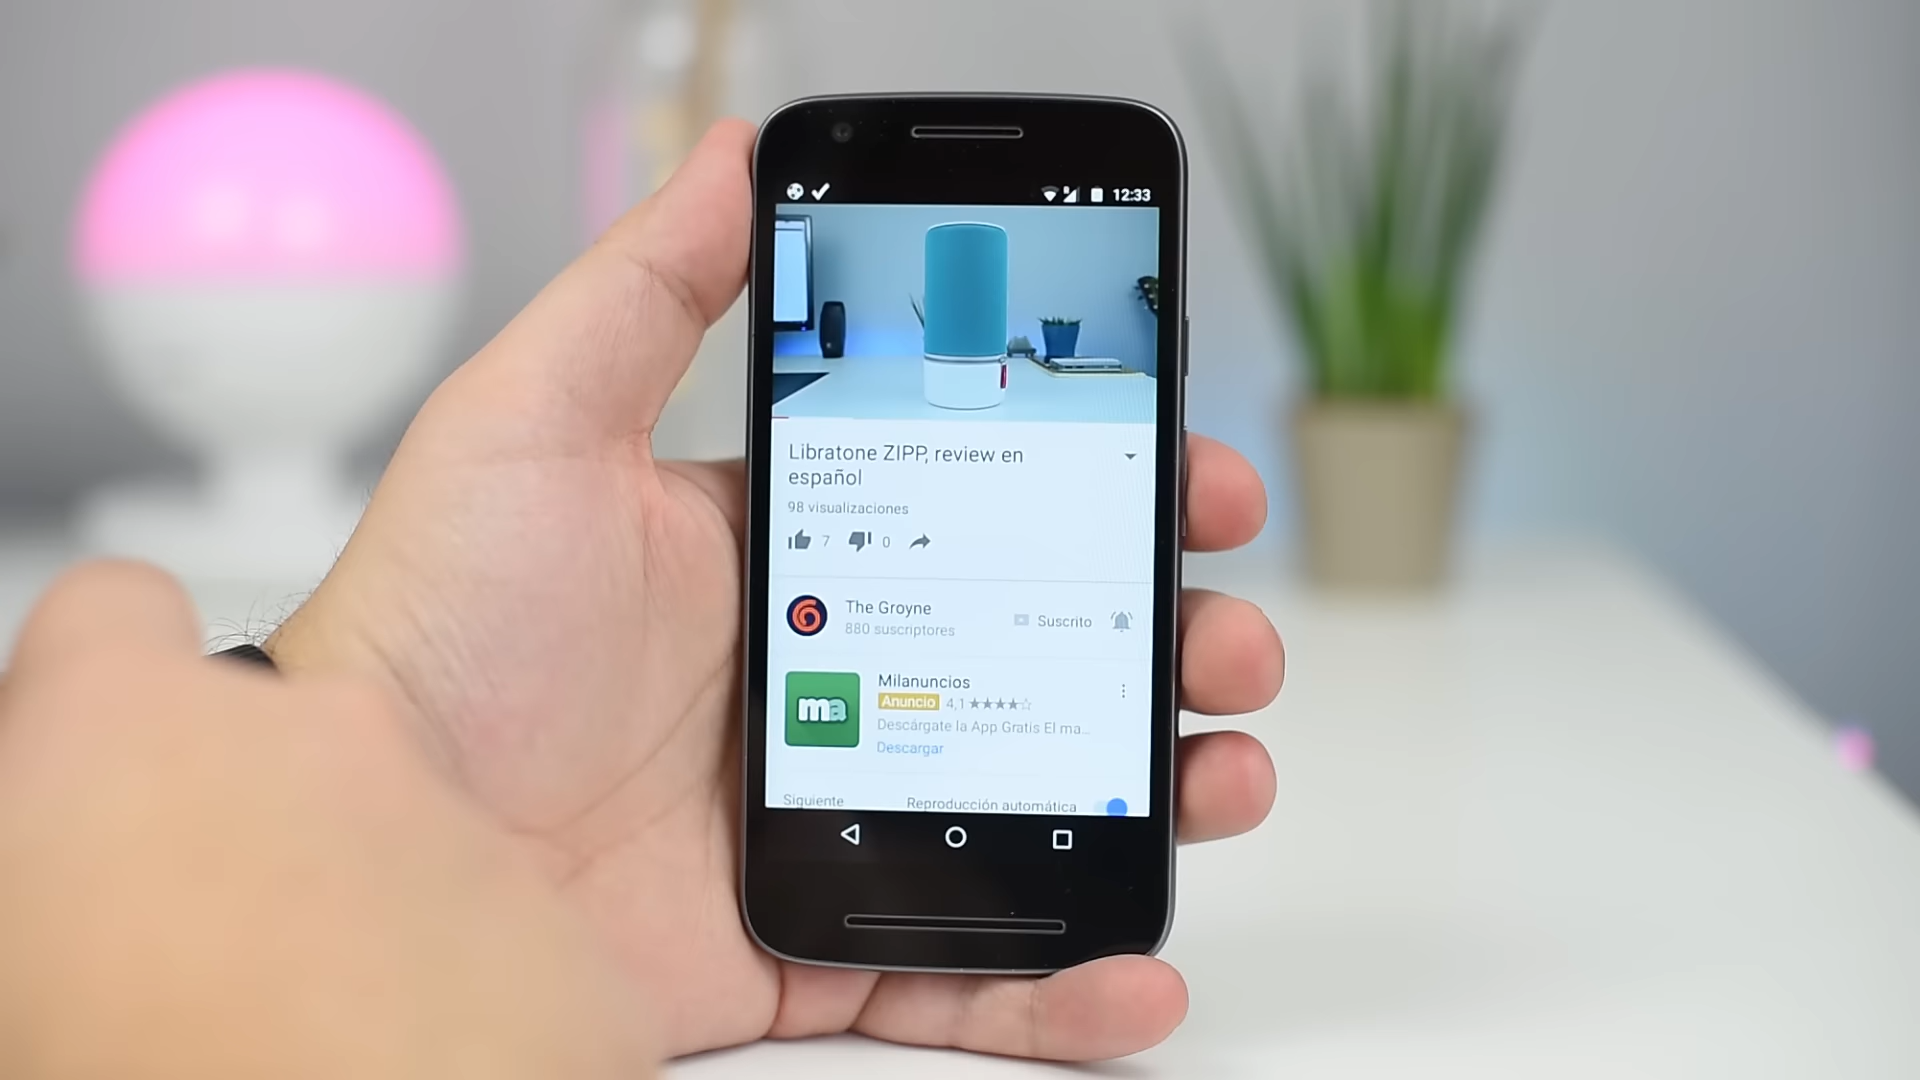 12:33
Libratone ZIPP, review en
español
98 visualizaciones
7 0
The Groyne
880 suscriptores
Suscrito
ma
Milanuncios
Anuncio 4,1
Descárgate la App Gratis El ma...
Descargar
Siguiente Reproducción automática